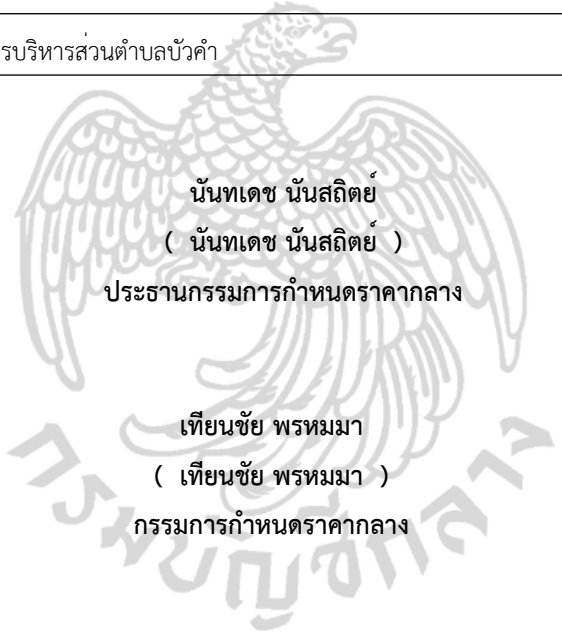 รบริหารส่วนตำบลบัวคำ
นันทเดช นันสถิตย์
( นันทเดช นันสถิตย์ )
ประธานกรรมการกำหนดราคากลาง
เทียนชัย พรหมมา
( เทียนชัย พรหมมา )
กรรมการกำหนดราคากลาง
กรมบัญชีกลาง